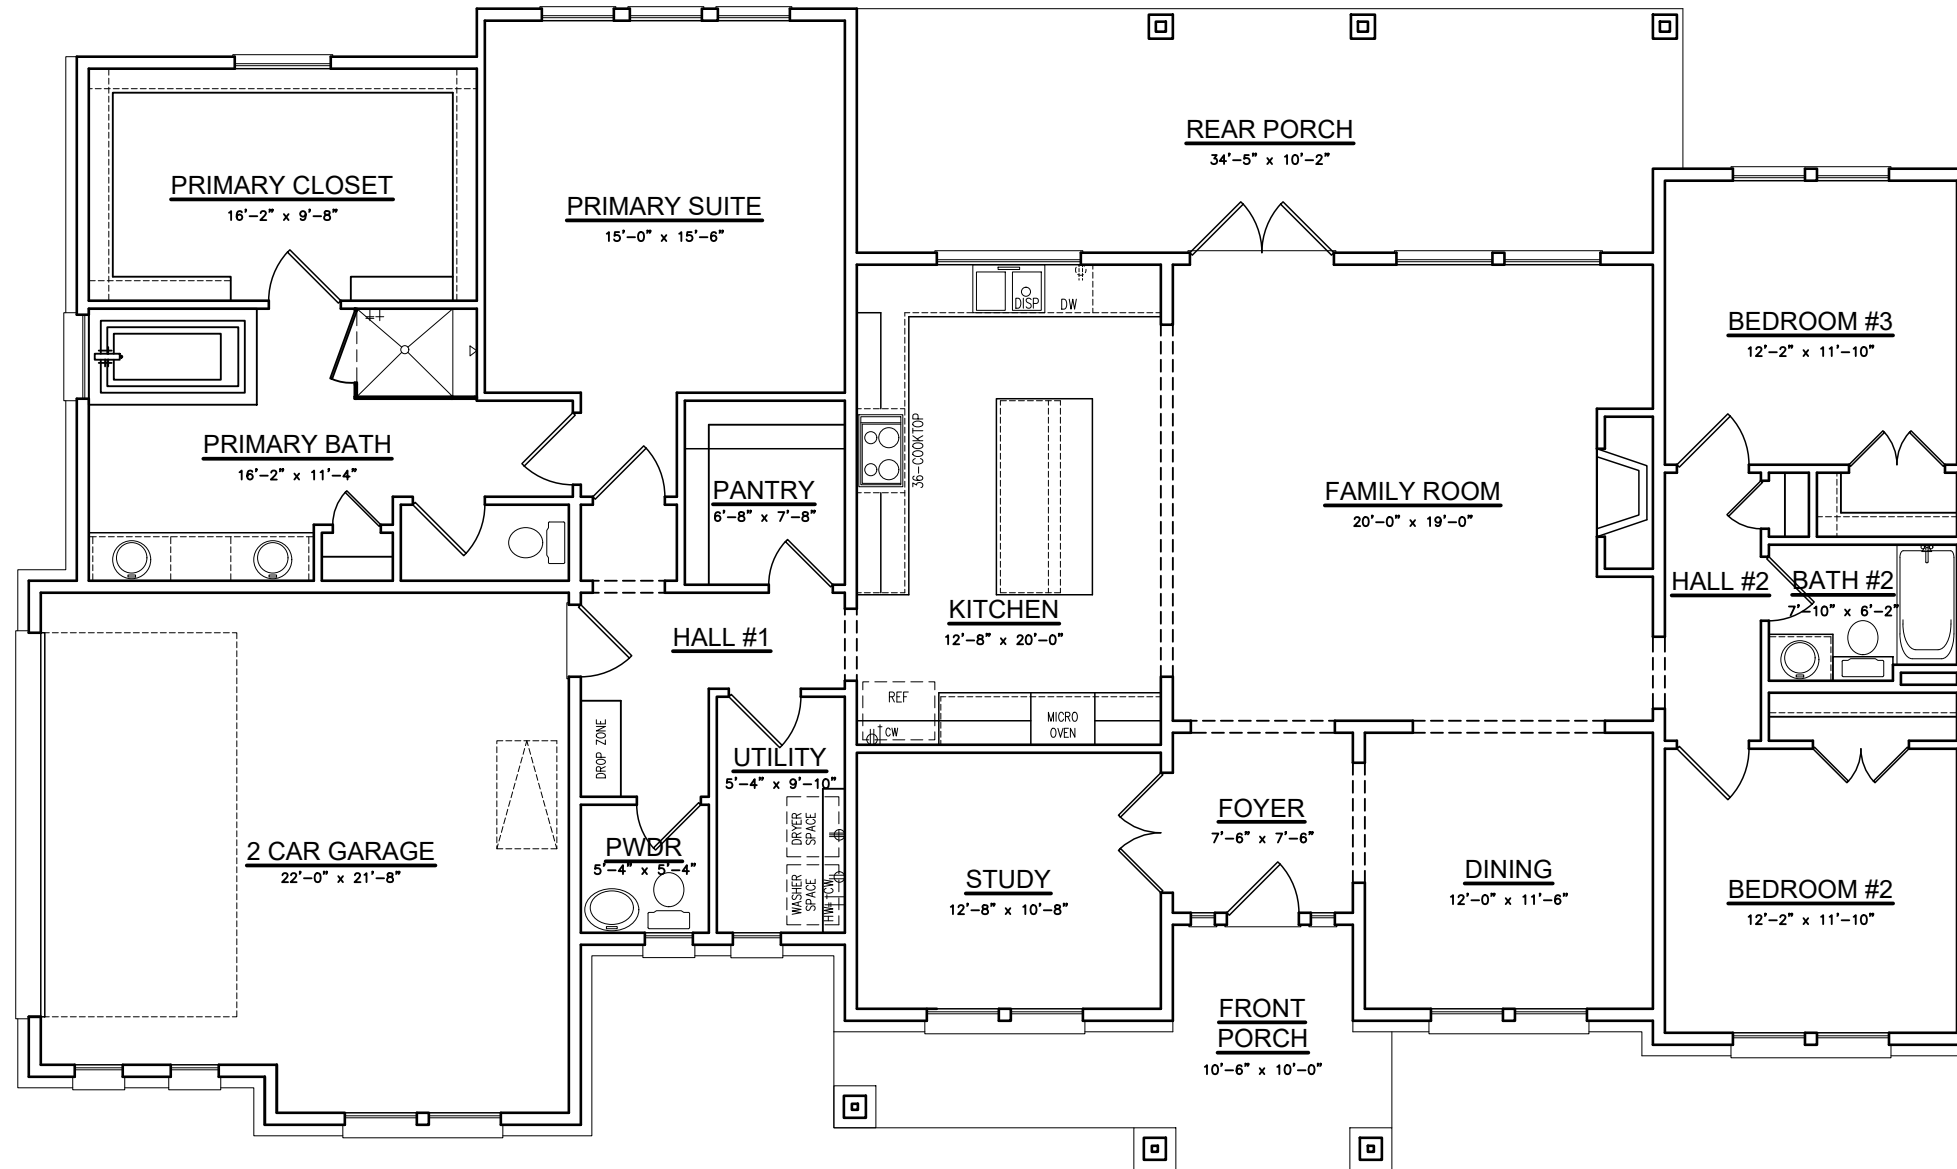 REAR PORCH
34'-5" x 10'-2"
PRIMARY CLOSET
16'-2" x 9'-8"
PRIMARY SUITE
15'-0" x 15'-6"
DISP
DW
BEDROOM #3
12'-2" x 11'-10"
PRIMARY BATH
16'-2" x 11'-4"
36-COOKTOP
PANTRY
6'-8" x 7'-8"
FAMILY ROOM
20'-0" x 19'-0"
HALL #2
BATH #2
7'-10" x 6'-2"
KITCHEN
12'-8" x 20'-0"
HALL #1
REF
CW
MICRO
OVEN
DROP ZONE
UTILITY
5'-4" x 9'-10"
DRYER
SPACE
WASHER
SPACE
HW
CW
PWDR
5'-4" x 5'-4"
2 CAR GARAGE
22'-0" x 21'-8"
FOYER
7'-6" x 7'-6"
STUDY
12'-8" x 10'-8"
DINING
12'-0" x 11'-6"
BEDROOM #2
12'-2" x 11'-10"
FRONT
PORCH
10'-6" x 10'-0"